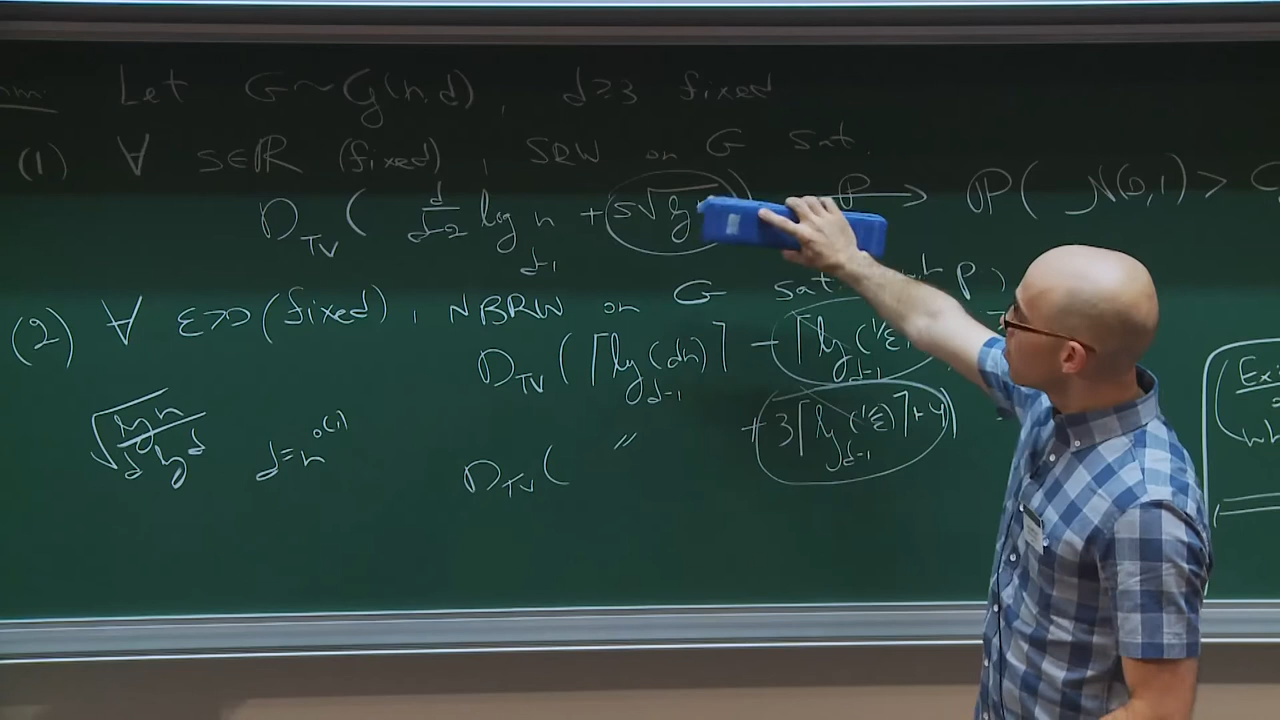 Let G ~ G(n,d), d≥3 fixed
(1) ∀ s∈ℝ (fixed), SRW on G sat.
D_TV( d/(d-2) log_{d-1} n + s√log → ℙ ℙ( N(0,1) >
(2) ∀ ε>0 (fixed), NBRW on G sat
D_TV( ⌈log_{d-1}(dn)⌉ - ⌈log_{d-1}(1/ε)
+ 3⌈log_{d-1}(1/ε)⌉+4)
√(log n / d log d) d=n^{o(1)} D_TV( "